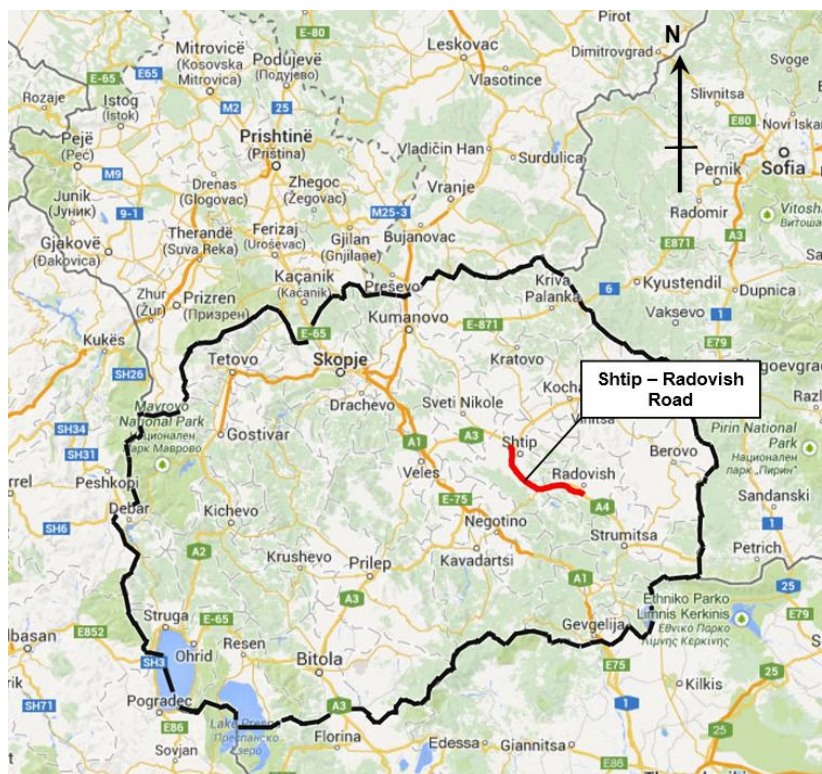 Mitrovicë
(Kosovska
Mitrovica)
E-80
Podujevë
(Подујево)
Leskovac
Pirot
Dimitrovgrad
N
Svoge
Slivnitsa
E80
Novi Iskar
Sofia
Rozaje
E65
E-65
Istog
(Istok)
M2
25
Vlasotince
Pejë
(Peć)
Prishtinë
(Priština)
Vladičin Han
Surdulica
Pernik
Radomir
Vitosha
Витоша
M9
Junik
(Јуник)
Drenas
(Glogovac)
Zhegoc
(Žegovac)
Vranje
M25-3
E871
A3
9-1
Gjakovë
(Đakovica)
Therandë
(Suva Reka)
Ferizaj
(Uroševac)
Gjilan
(Gnjilane)
Bujanovac
Zhur
(Žur)
Prizren
(Призрен)
Kaçanik
(Kačanik)
Preševo
Kriva
Palanka
6
Kyustendil
Dupnica
1
Vaksevo
E79
Kukës
E-65
Kumanovo
E-871
SH26
Tetovo
Skopje
Kratovo
Shtip – Radovish
Road
Mavrovo
National Park
Национален
парк Маврово
Drachevo
Sveti Nikole
SH34
SH31
Gostivar
A1
A3
Shtip
Pirin National
Park
Национален
парк „Пирин"
Peshkopi
Veles
Radovish
Berovo
SH6
Debar
E-75
A4
Sandanski
Kichevo
Negotino
Strumitsa
1
Petrich
A2
Krushevo
Prilep
Kavadartsi
A1
25
Ethniko Parko
Limnis Kerkinis
Εθνικό Πάρκο
Λίμνης Κερκίνης
E79
Struga
E-65
A3
Gevgelija
E852
Ohrid
Resen
SH3
Bitola
E75
Kilkis
25
SH71
Pogradec
1
E86
A3
Florina
Sovjan
Edessa
Giannitsa
25
E86